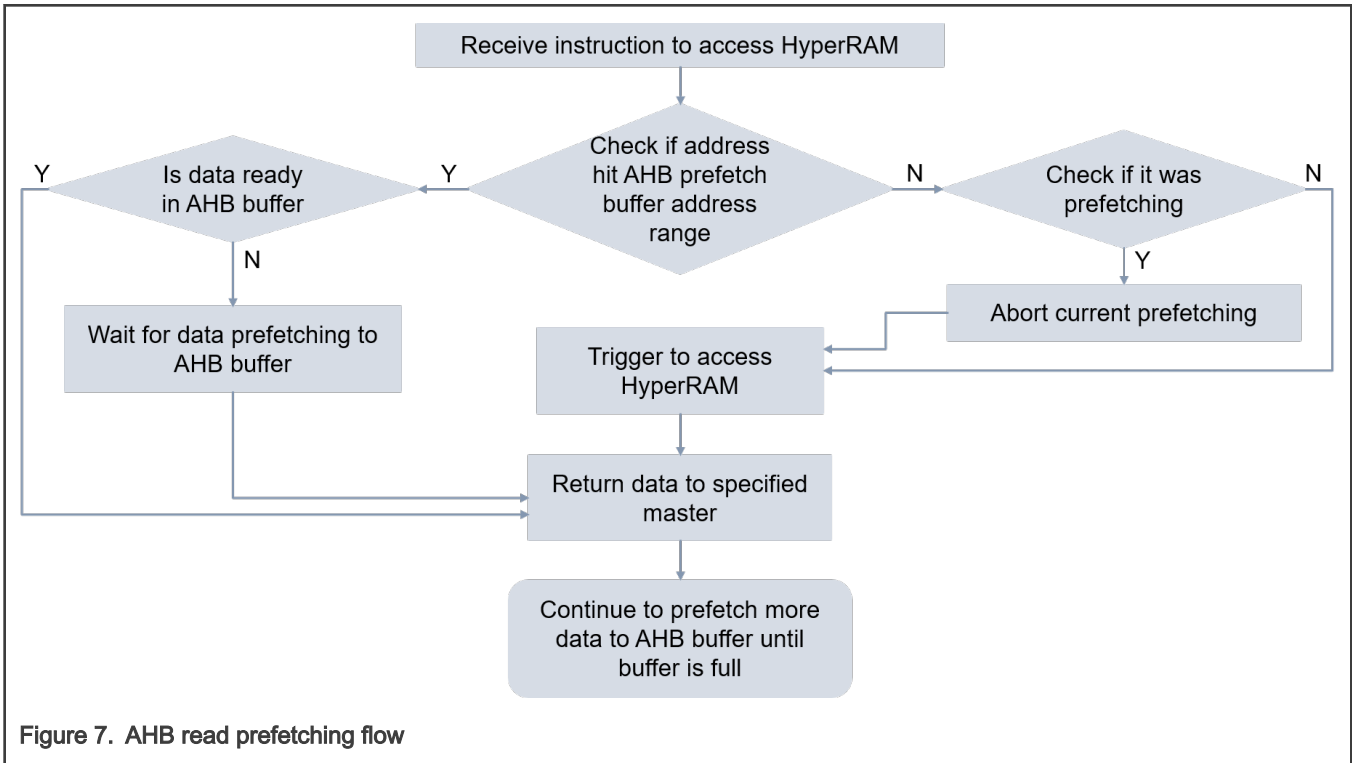 Receive instruction to access HyperRAM
Check if address
hit AHB prefetch
buffer address
range
Y
N
Is data ready
in AHB buffer
Y
N
Check if it was
prefetching
N
Y
Wait for data prefetching to
AHB buffer
Abort current prefetching
Trigger to access
HyperRAM
Return data to specified
master
Continue to prefetch more
data to AHB buffer until
buffer is full
Figure 7. AHB read prefetching flow